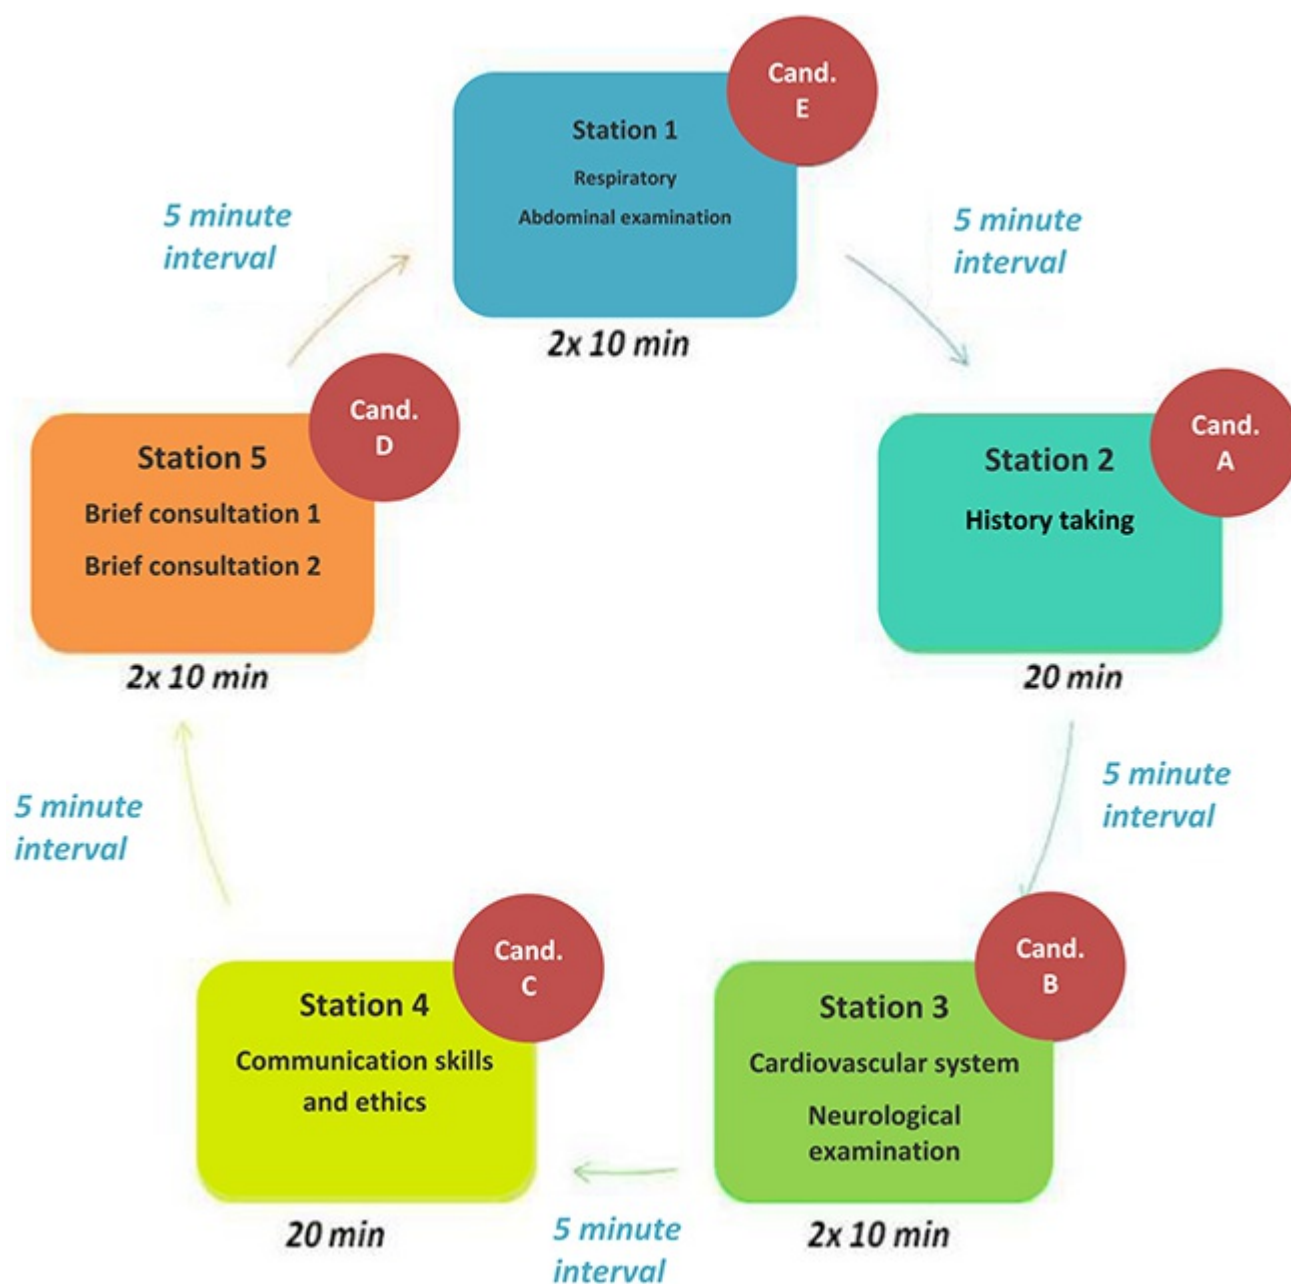 Cand.
E
Station 1
Respiratory
Abdominal examination
2x 10 min
5 minute
interval
5 minute
interval
Cand.
D
Station 5
Brief consultation 1
Brief consultation 2
2x 10 min
Cand.
A
Station 2
History taking
20 min
5 minute
interval
5 minute
interval
Cand.
C
Station 4
Communication skills
and ethics
20 min
Cand.
B
Station 3
Cardiovascular system
Neurological
examination
2x 10 min
5 minute
interval